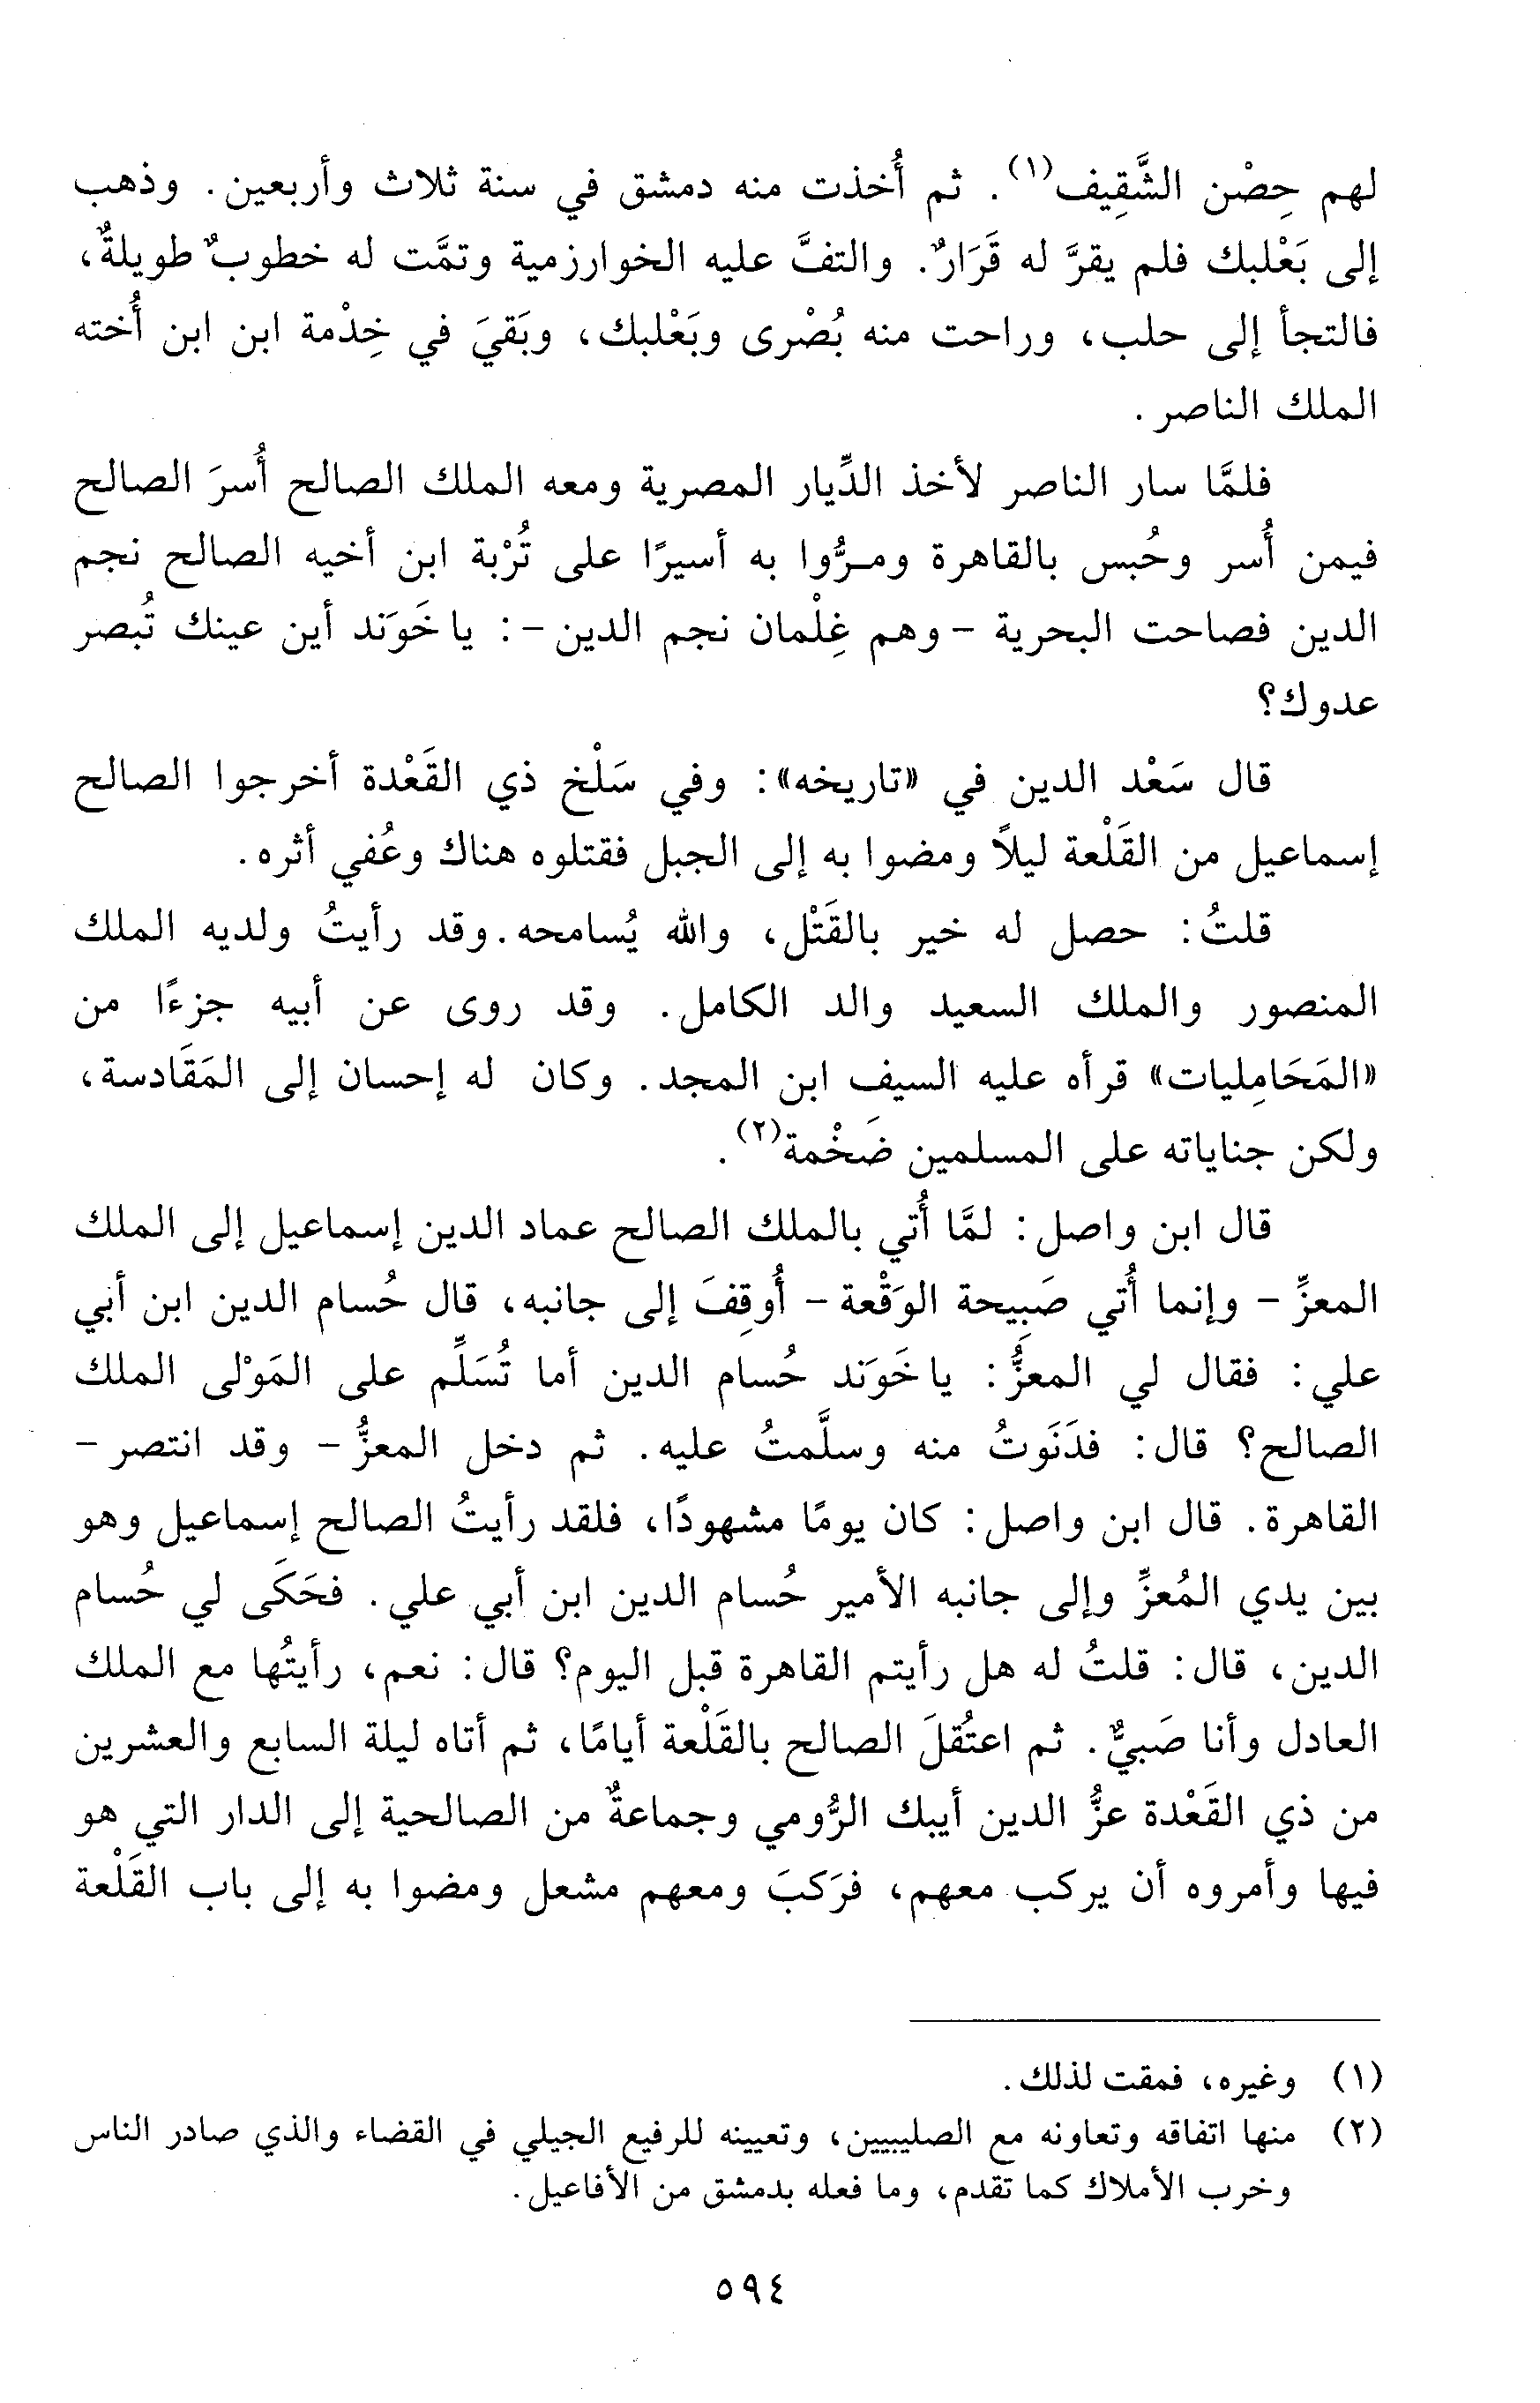 لهم حِصْن الشَّقِيف(١). ثم أُخذت منه دمشق في سنة ثلاث وأربعين. وذهب
إلى بَعْلبك فلم يقرَّ له قَرَارٌ. والتفَّ عليه الخوارزمية وتمَّت له خطوبٌ طويلةٌ،
فالتجأ إلى حلب، وراحت منه بُصْرى وبَعْلبك، وبَقيَ في خِدْمة ابن ابن أُخته
الملك الناصر.
فلمَّا سار الناصر لأخذ الدِّيار المصرية ومعه الملك الصالح أُسرَ الصالح
فيمن أُسر وحُبس بالقاهرة ومـرُّوا به أسيرًا على تُرْبة ابن أخيه الصالح نجم
الدين فصاحت البحرية - وهم غِلْمان نجم الدين -: يا خَوَند أين عينك تُبصر
عدوك؟
قال سَعْد الدين في «تاريخه»: وفي سَلْخ ذي القَعْدة أخرجوا الصالح
إسماعيل من القَلْعة ليلاً ومضوا به إلى الجبل فقتلوه هناك وعُفي أثره.
قلتُ: حصل له خير بالقَتْل، والله يُسامحه. وقد رأيتُ ولديه الملك
المنصور والملك السعيد والد الكامل. وقد روى عن أبيه جزءًا من
«المَحَامِليات» قرأه عليه السيف ابن المجد. وكان له إحسان إلى المَقَادسة،
ولكن جناياته على المسلمين ضَخْمة(٢).
قال ابن واصل: لمَّا أُتي بالملك الصالح عماد الدين إسماعيل إلى الملك
المعزِّ - وإنما أُتي صَبِيحة الوَقْعة - أُوقِفَ إلى جانبه، قال حُسام الدين ابن أبي
علي: فقال لي المعزُّ: يا خَوَند حُسام الدين أما تُسَلِّم على المَوْلى الملك
الصالح؟ قال: فدَنَوتُ منه وسلَّمتُ عليه. ثم دخل المعزُّ - وقد انتصر -
القاهرة. قال ابن واصل: كان يومًا مشهودًا، فلقد رأيتُ الصالح إسماعيل وهو
بين يدي المُعزِّ وإلى جانبه الأمير حُسام الدين ابن أبي علي. فحَكَى لي حُسام
الدين، قال: قلتُ له هل رأيتم القاهرة قبل اليوم؟ قال: نعم، رأيتُها مع الملك
العادل وأنا صَبيٌّ. ثم اعتُقلَ الصالح بالقَلْعة أيامًا، ثم أتاه ليلة السابع والعشرين
من ذي القَعْدة عزُّ الدين أيبك الرُّومي وجماعةٌ من الصالحية إلى الدار التي هو
فيها وأمروه أن يركب معهم، فرَكبَ ومعهم مشعل ومضوا به إلى باب القَلْعة
(١) وغيره، فمقت لذلك.
(٢) منها اتفاقه وتعاونه مع الصليبيين، وتعيينه للرفيع الجيلي في القضاء والذي صادر الناس
وخرب الأملاك كما تقدم، وما فعله بدمشق من الأفاعيل.
٥٩٤